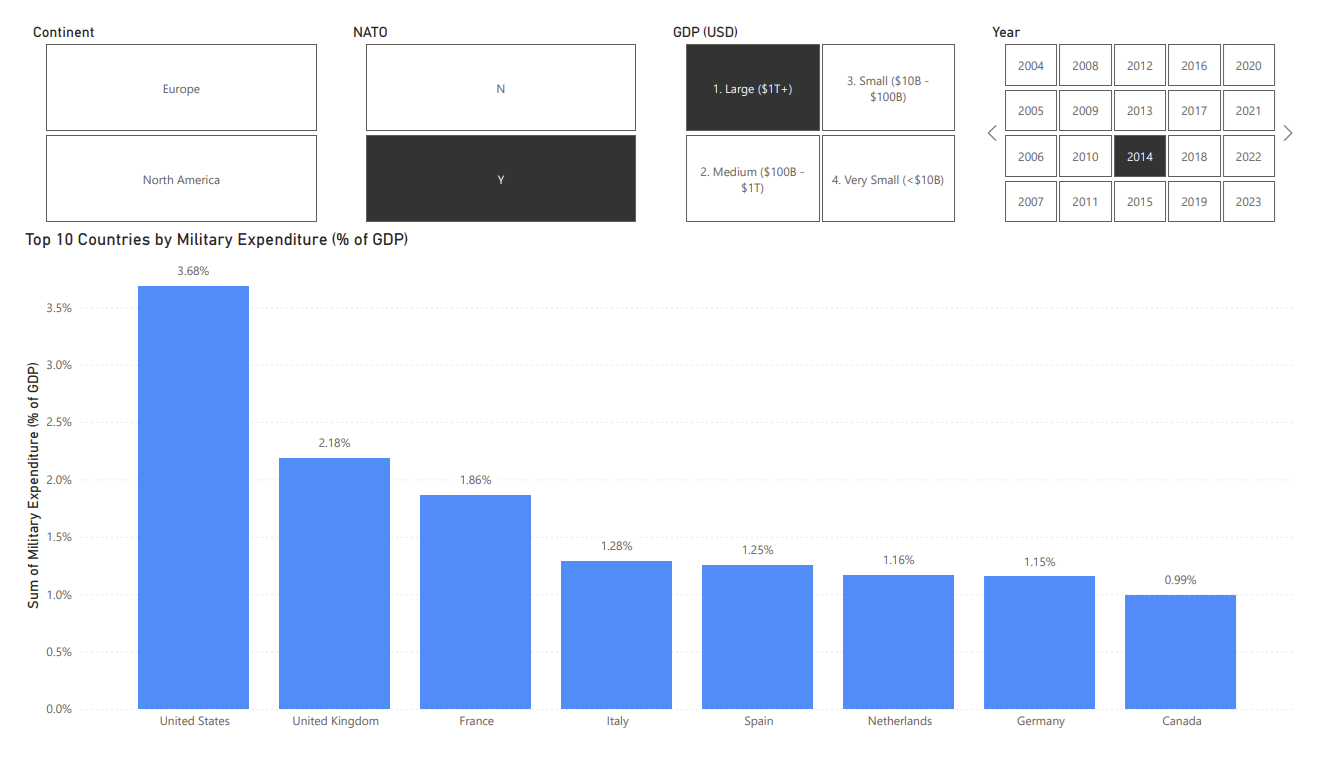 Continent
Europe
North America
NATO
N
Y
GDP (USD)
1. Large ($1T+)
3. Small ($10B -
$100B)
2. Medium ($100B -
$1T)
4. Very Small (<$10B)
Year
2004 2008 2012 2016 2020
2005 2009 2013 2017 2021
2006 2010 2014 2018 2022
2007 2011 2015 2019 2023
Top 10 Countries by Military Expenditure (% of GDP)
Sum of Military Expenditure (% of GDP)
3.5%
3.0%
2.5%
2.0%
1.5%
1.0%
0.5%
0.0%
3.68%
2.18%
1.86%
1.28%
1.25%
1.16%
1.15%
0.99%
United States
United Kingdom
France
Italy
Spain
Netherlands
Germany
Canada